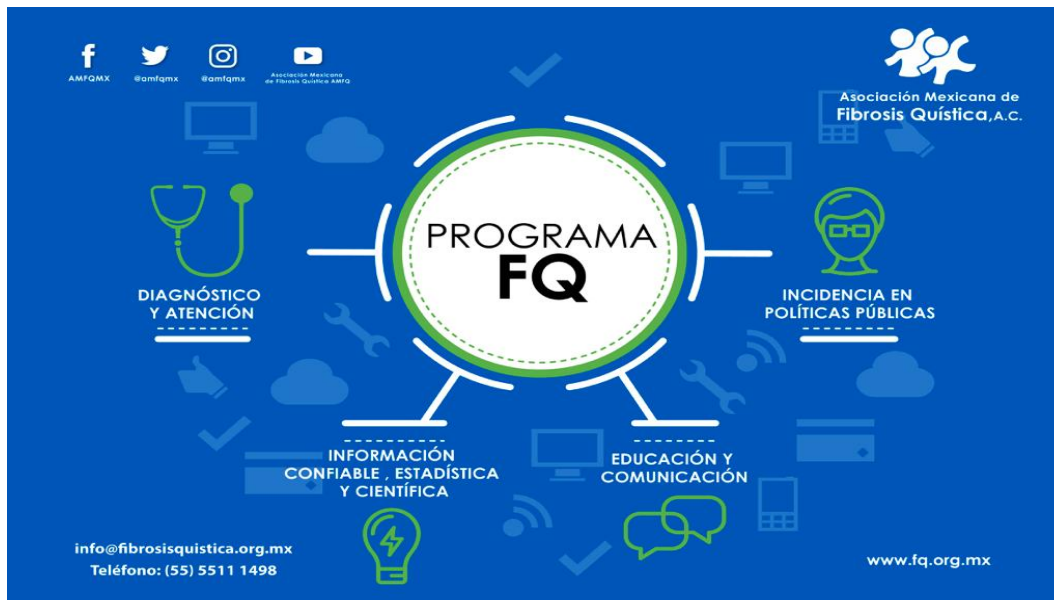 AMFQMX
@amfqmx
@amfqmx
Asociación Mexicana
de Fibrosis Quística AMFQ
Asociación Mexicana de
Fibrosis Quística, A.C.
PROGRAMA
FQ
DIAGNÓSTICO
Y ATENCIÓN
INCIDENCIA EN
POLÍTICAS PÚBLICAS
INFORMACIÓN
CONFIABLE , ESTADÍSTICA
Y CIENTÍFICA
EDUCACIÓN Y
COMUNICACIÓN
info@fibrosisquistica.org.mx
Teléfono: (55) 5511 1498
www.fq.org.mx